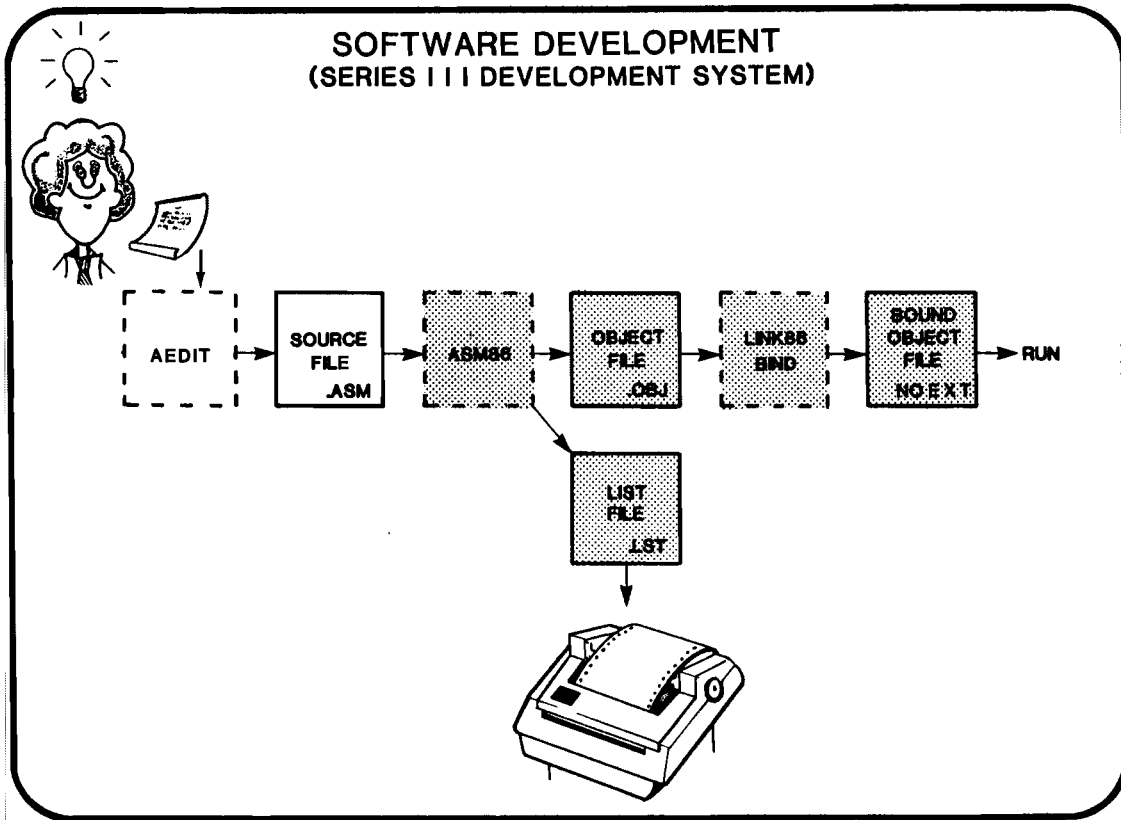 SOFTWARE DEVELOPMENT
(SERIES III DEVELOPMENT SYSTEM)
AEDIT
SOURCE
FILE
.ASM
ASM86
OBJECT
FILE
.OBJ
LINK86
BIND
BOUND
OBJECT
FILE
NO EXT
RUN
LIST
FILE
.LST